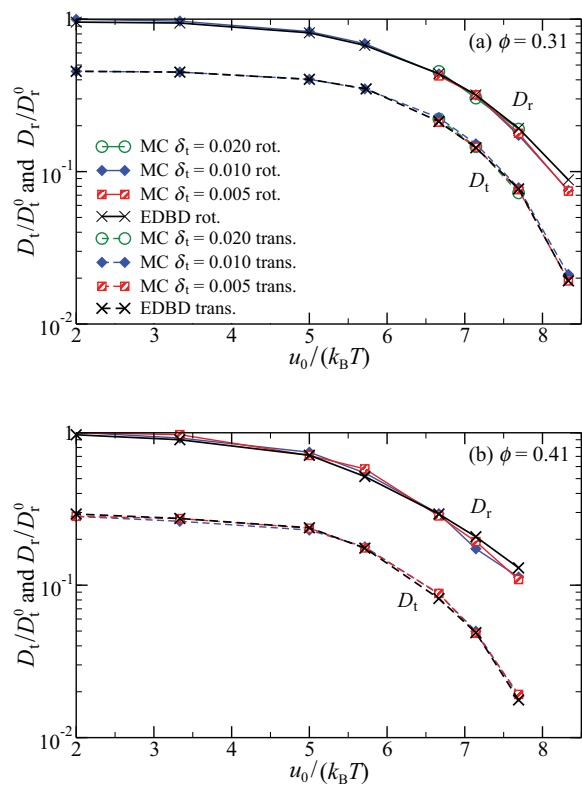 1
(a) ϕ = 0.31
D_r
MC δ_t = 0.020 rot.
MC δ_t = 0.010 rot.
10^-1
MC δ_t = 0.005 rot.
D_t
EDBD rot.
MC δ_t = 0.020 trans.
MC δ_t = 0.010 trans.
MC δ_t = 0.005 trans.
EDBD trans.
D_t/D_t^0 and D_r/D_r^0
10^-2
2 3 4 5 6 7 8
u_0/(k_BT)
1
(b) ϕ = 0.41
D_r
10^-1
D_t
D_t/D_t^0 and D_r/D_r^0
10^-2
2 3 4 5 6 7 8
u_0/(k_BT)